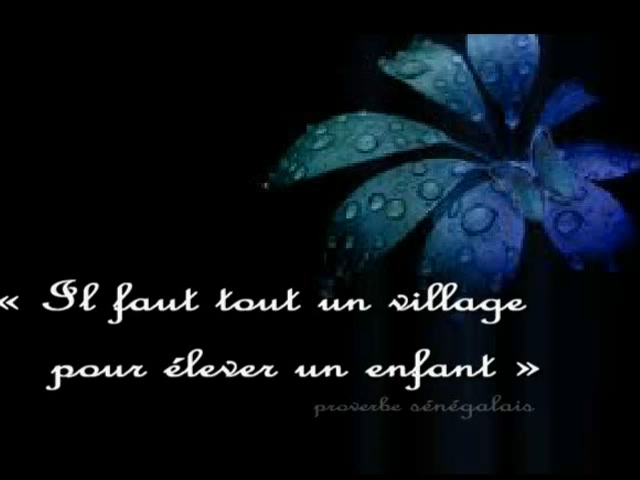 « Il faut tout un village
pour élever un enfant »
proverbe sénégalais